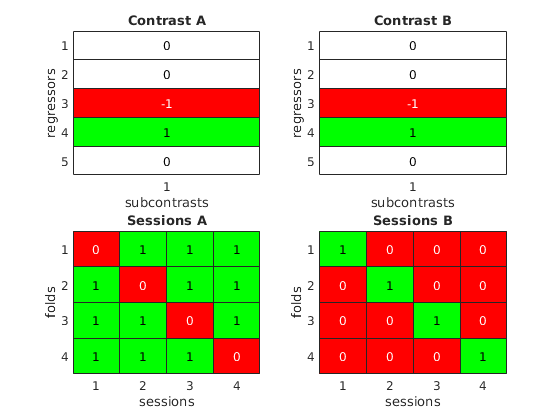 Contrast A
1 0
2 0
3 -1
4 1
5 0
regressors
1
subcontrasts
Contrast B
1 0
2 0
3 -1
4 1
5 0
regressors
1
subcontrasts
Sessions A
1 0 1 1 1
2 1 0 1 1
3 1 1 0 1
4 1 1 1 0
folds
1 2 3 4
sessions
Sessions B
1 1 0 0 0
2 0 1 0 0
3 0 0 1 0
4 0 0 0 1
folds
1 2 3 4
sessions